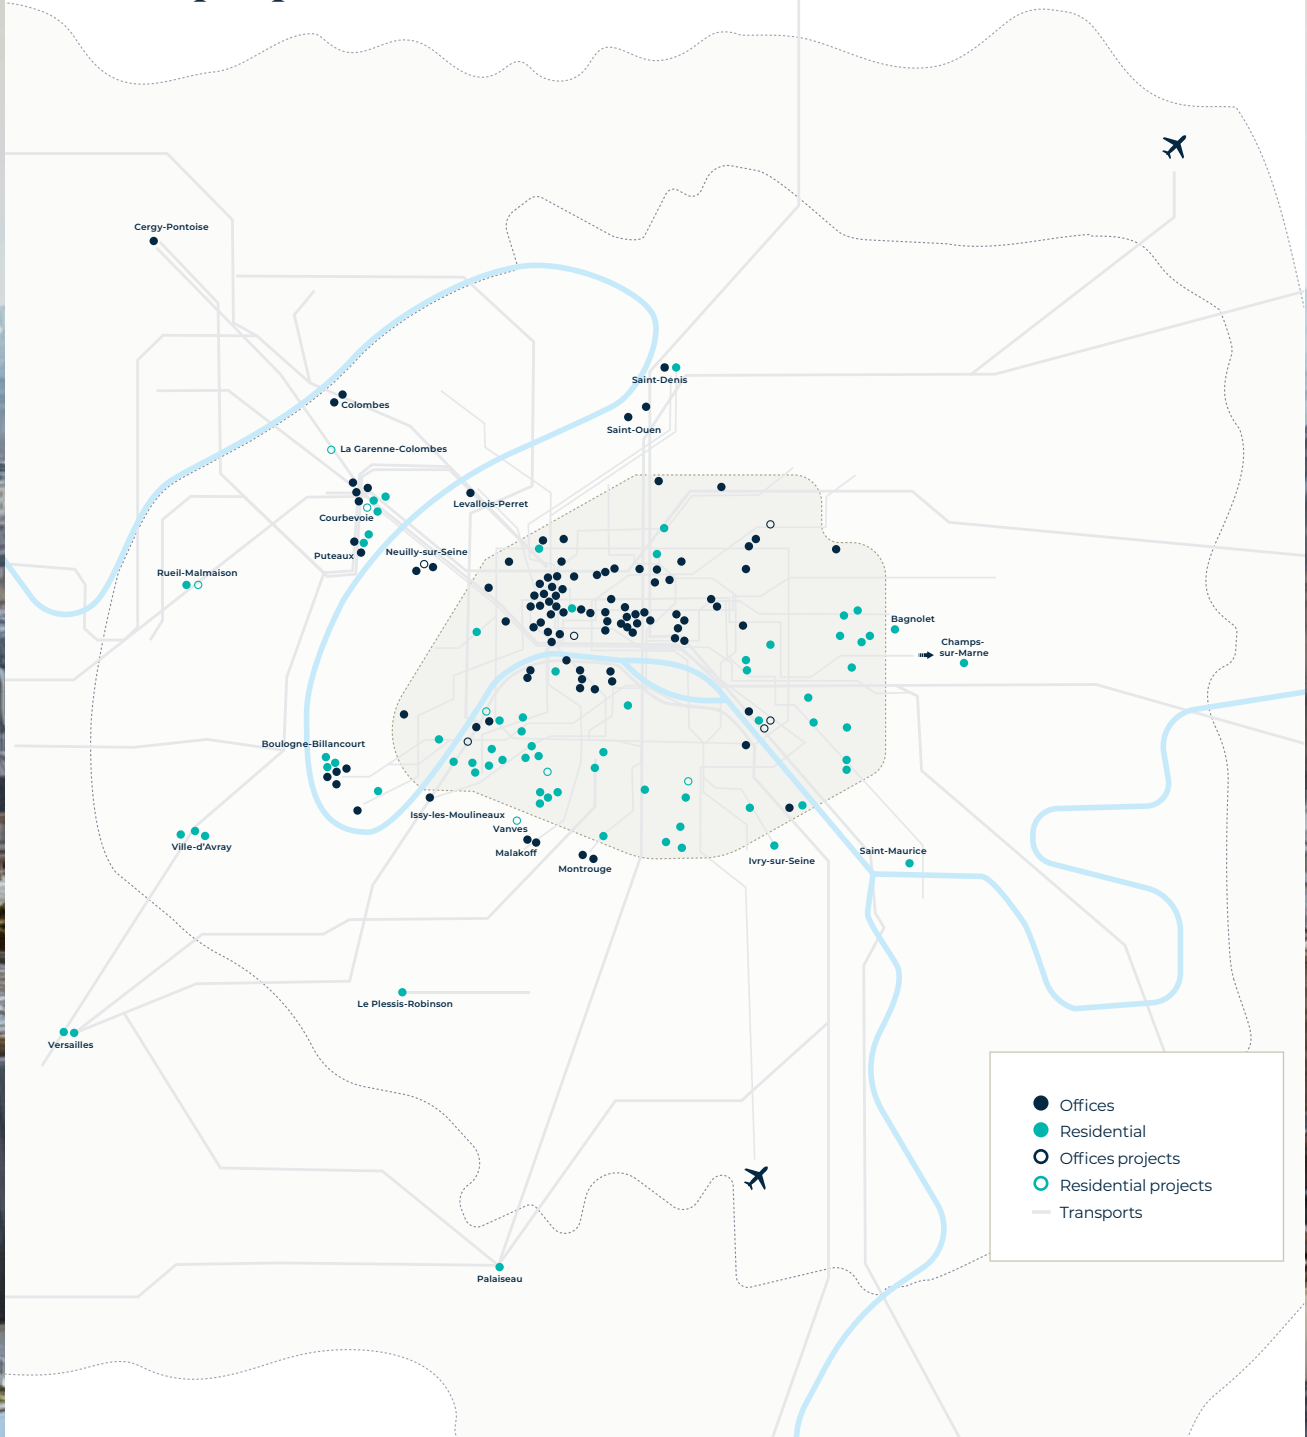 Cergy-Pontoise
Saint-Denis
Colombes
Saint-Ouen
La Garenne-Colombes
Levallois-Perret
Courbevoie
Neuilly-sur-Seine
Puteaux
Rueil-Malmaison
Bagnolet
Champs-
sur-Marne
Boulogne-Billancourt
Issy-les-Moulineaux
Vanves
Ville-d'Avray
Malakoff
Montrouge
Ivry-sur-Seine
Saint-Maurice
Le Plessis-Robinson
Versailles
Offices
Residential
Offices projects
Residential projects
Transports
Palaiseau